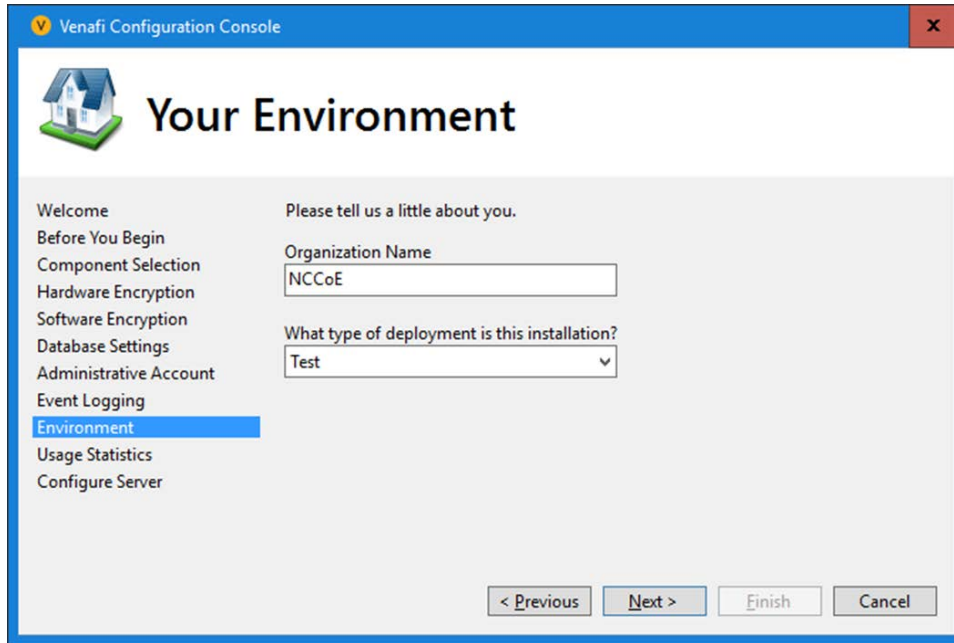 V Venafi Configuration Console x
Your Environment
Welcome
Before You Begin
Component Selection
Hardware Encryption
Software Encryption
Database Settings
Administrative Account
Event Logging
Environment
Usage Statistics
Configure Server
Please tell us a little about you.
Organization Name
NCCoE
What type of deployment is this installation?
Test
< Previous Next > Finish Cancel